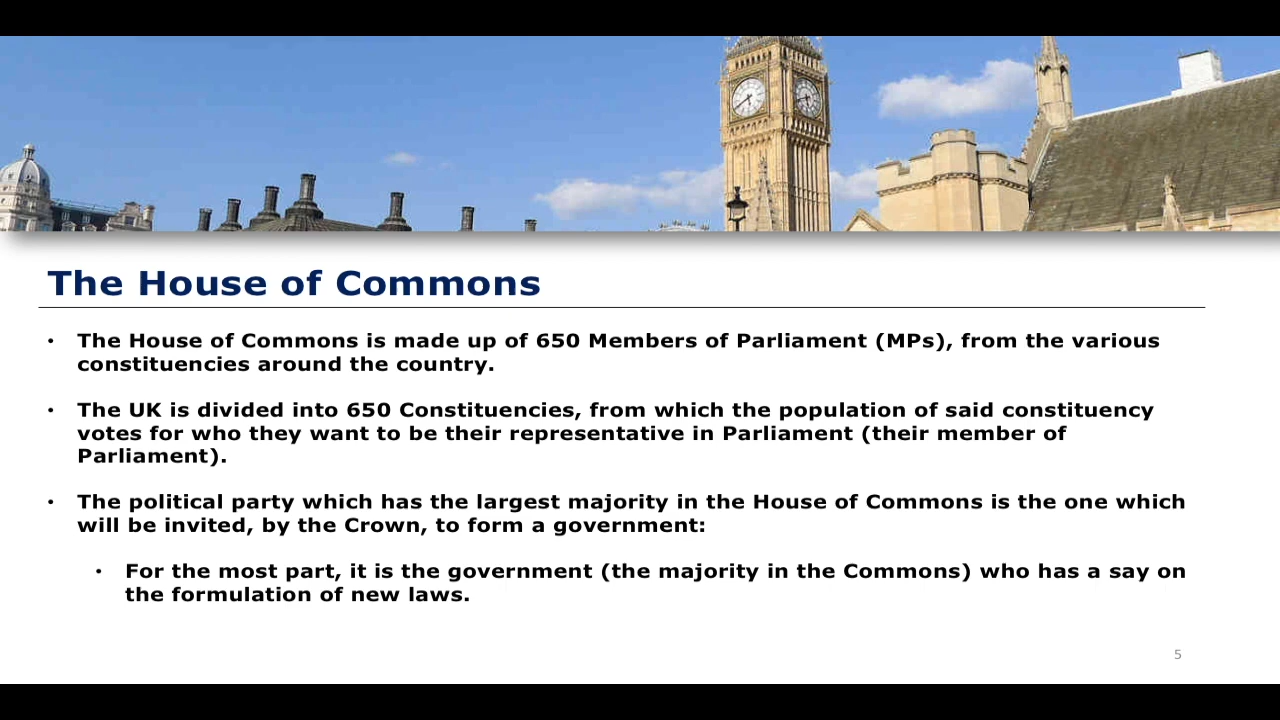 The House of Commons
• The House of Commons is made up of 650 Members of Parliament (MPs), from the various
constituencies around the country.
• The UK is divided into 650 Constituencies, from which the population of said constituency
votes for who they want to be their representative in Parliament (their member of
Parliament).
• The political party which has the largest majority in the House of Commons is the one which
will be invited, by the Crown, to form a government:
• For the most part, it is the government (the majority in the Commons) who has a say on
the formulation of new laws.
5